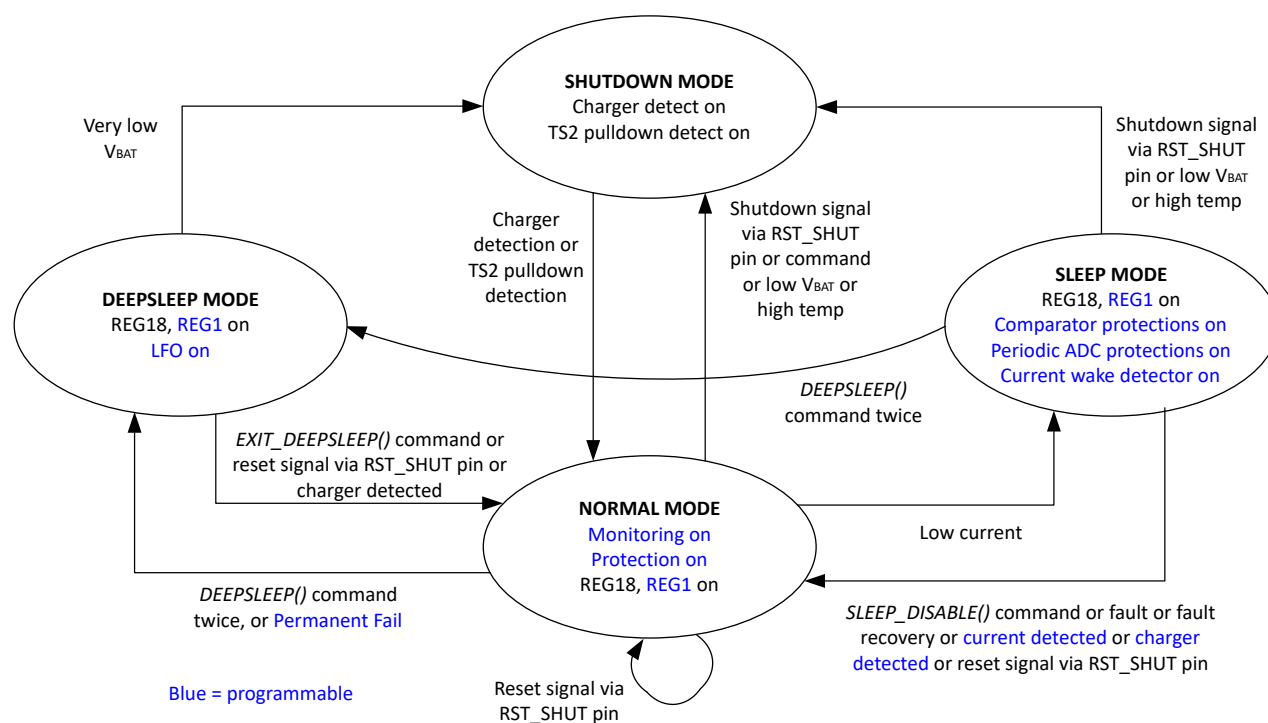 SHUTDOWN MODE
Charger detect on
TS2 pulldown detect on
Very low
VBAT
Shutdown signal
via RST_SHUT
pin or low VBAT
or high temp
Charger
detection or
TS2 pulldown
detection
Shutdown signal
via RST_SHUT
pin or command
or low VBAT or
high temp
DEEPSLEEP MODE
REG18, REG1 on
LFO on
SLEEP MODE
REG18, REG1 on
Comparator protections on
Periodic ADC protections on
Current wake detector on
DEEPSLEEP()
command twice
EXIT_DEEPSLEEP() command or
reset signal via RST_SHUT pin or
charger detected
NORMAL MODE
Monitoring on
Protection on
REG18, REG1 on
Low current
DEEPSLEEP() command
twice, or Permanent Fail
SLEEP_DISABLE() command or fault or fault
recovery or current detected or charger
detected or reset signal via RST_SHUT pin
Blue = programmable
Reset signal via
RST_SHUT pin